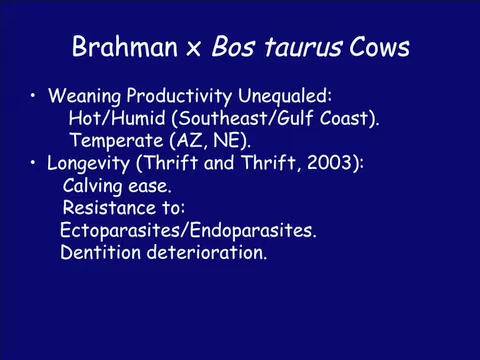 Brahman x Bos taurus Cows
• Weaning Productivity Unequaled:
Hot/Humid (Southeast/Gulf Coast).
Temperate (AZ, NE).
• Longevity (Thrift and Thrift, 2003):
Calving ease.
Resistance to:
Ectoparasites/Endoparasites.
Dentition deterioration.